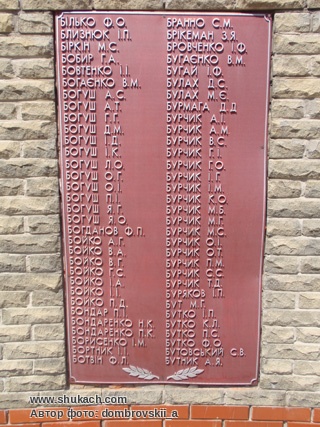 БІЛЬКО Ф.О.
БЛИЗНЮК І.П.
БІРКІН М.С.
БОБИР Г.А.
БОВТЕНКО І.І.
БОГАЄНКО В.М.
БОГУШ А.С.
БОГУШ А.Т.
БОГУШ Г.Г.
БОГУШ Д.М.
БОГУШ І.Д.
БОГУШ І.К.
БОГУШ Л.О.
БОГУШ О.Г.
БОГУШ О.І.
БОГУШ П.І.
БОГУШ Я.Г.
БОГУШ Я.О.
БОГДАНОВ Ф.П.
БОЙКО А.Г.
БОЙКО В.А.
БОЙКО В.Г.
БОЙКО Г.С.
БОЙКО І.А.
БОЙКО І.І.
БОЙКО П.Д.
БОНДАР П.Т.
БОНДАРЕНКО Н.К.
БОНДАРЕНКО П.К.
БОРИСЕНКО І.М.
БОРТНИК І.І.
БОТВІН Ф.Л.
БРАННО С.М.
БРІКЕМАН З.Я.
БРОВЧЕНКО І.Ф.
БУГАЄНКО В.М.
БУГАЙ І.Ф.
БУЛАХ Д.С.
БУЛАХ М.Є.
БУРМАГА Д.Д.
БУРЧИК А.І.
БУРЧИК А.М.
БУРЧИК В.С.
БУРЧИК Г.І.
БУРЧИК Г.О.
БУРЧИК І.Г.
БУРЧИК І.М.
БУРЧИК К.О.
БУРЧИК М.Б.
БУРЧИК М.Г.
БУРЧИК М.С.
БУРЧИК О.І.
БУРЧИК О.Т.
БУРЧИК П.М.
БУРЧИК С.С.
БУРЧИК Т.Д.
БУРЯКОВ І.П.
БУТ М.Г.
БУТКО І.П.
БУТКО К.Л.
БУТКО П.С.
БУТКО Ф.О.
БУТОВСЬКИЙ С.В.
БУТНИК А.Я.
www.shukach.com
Автор фото: dombrovskii_a